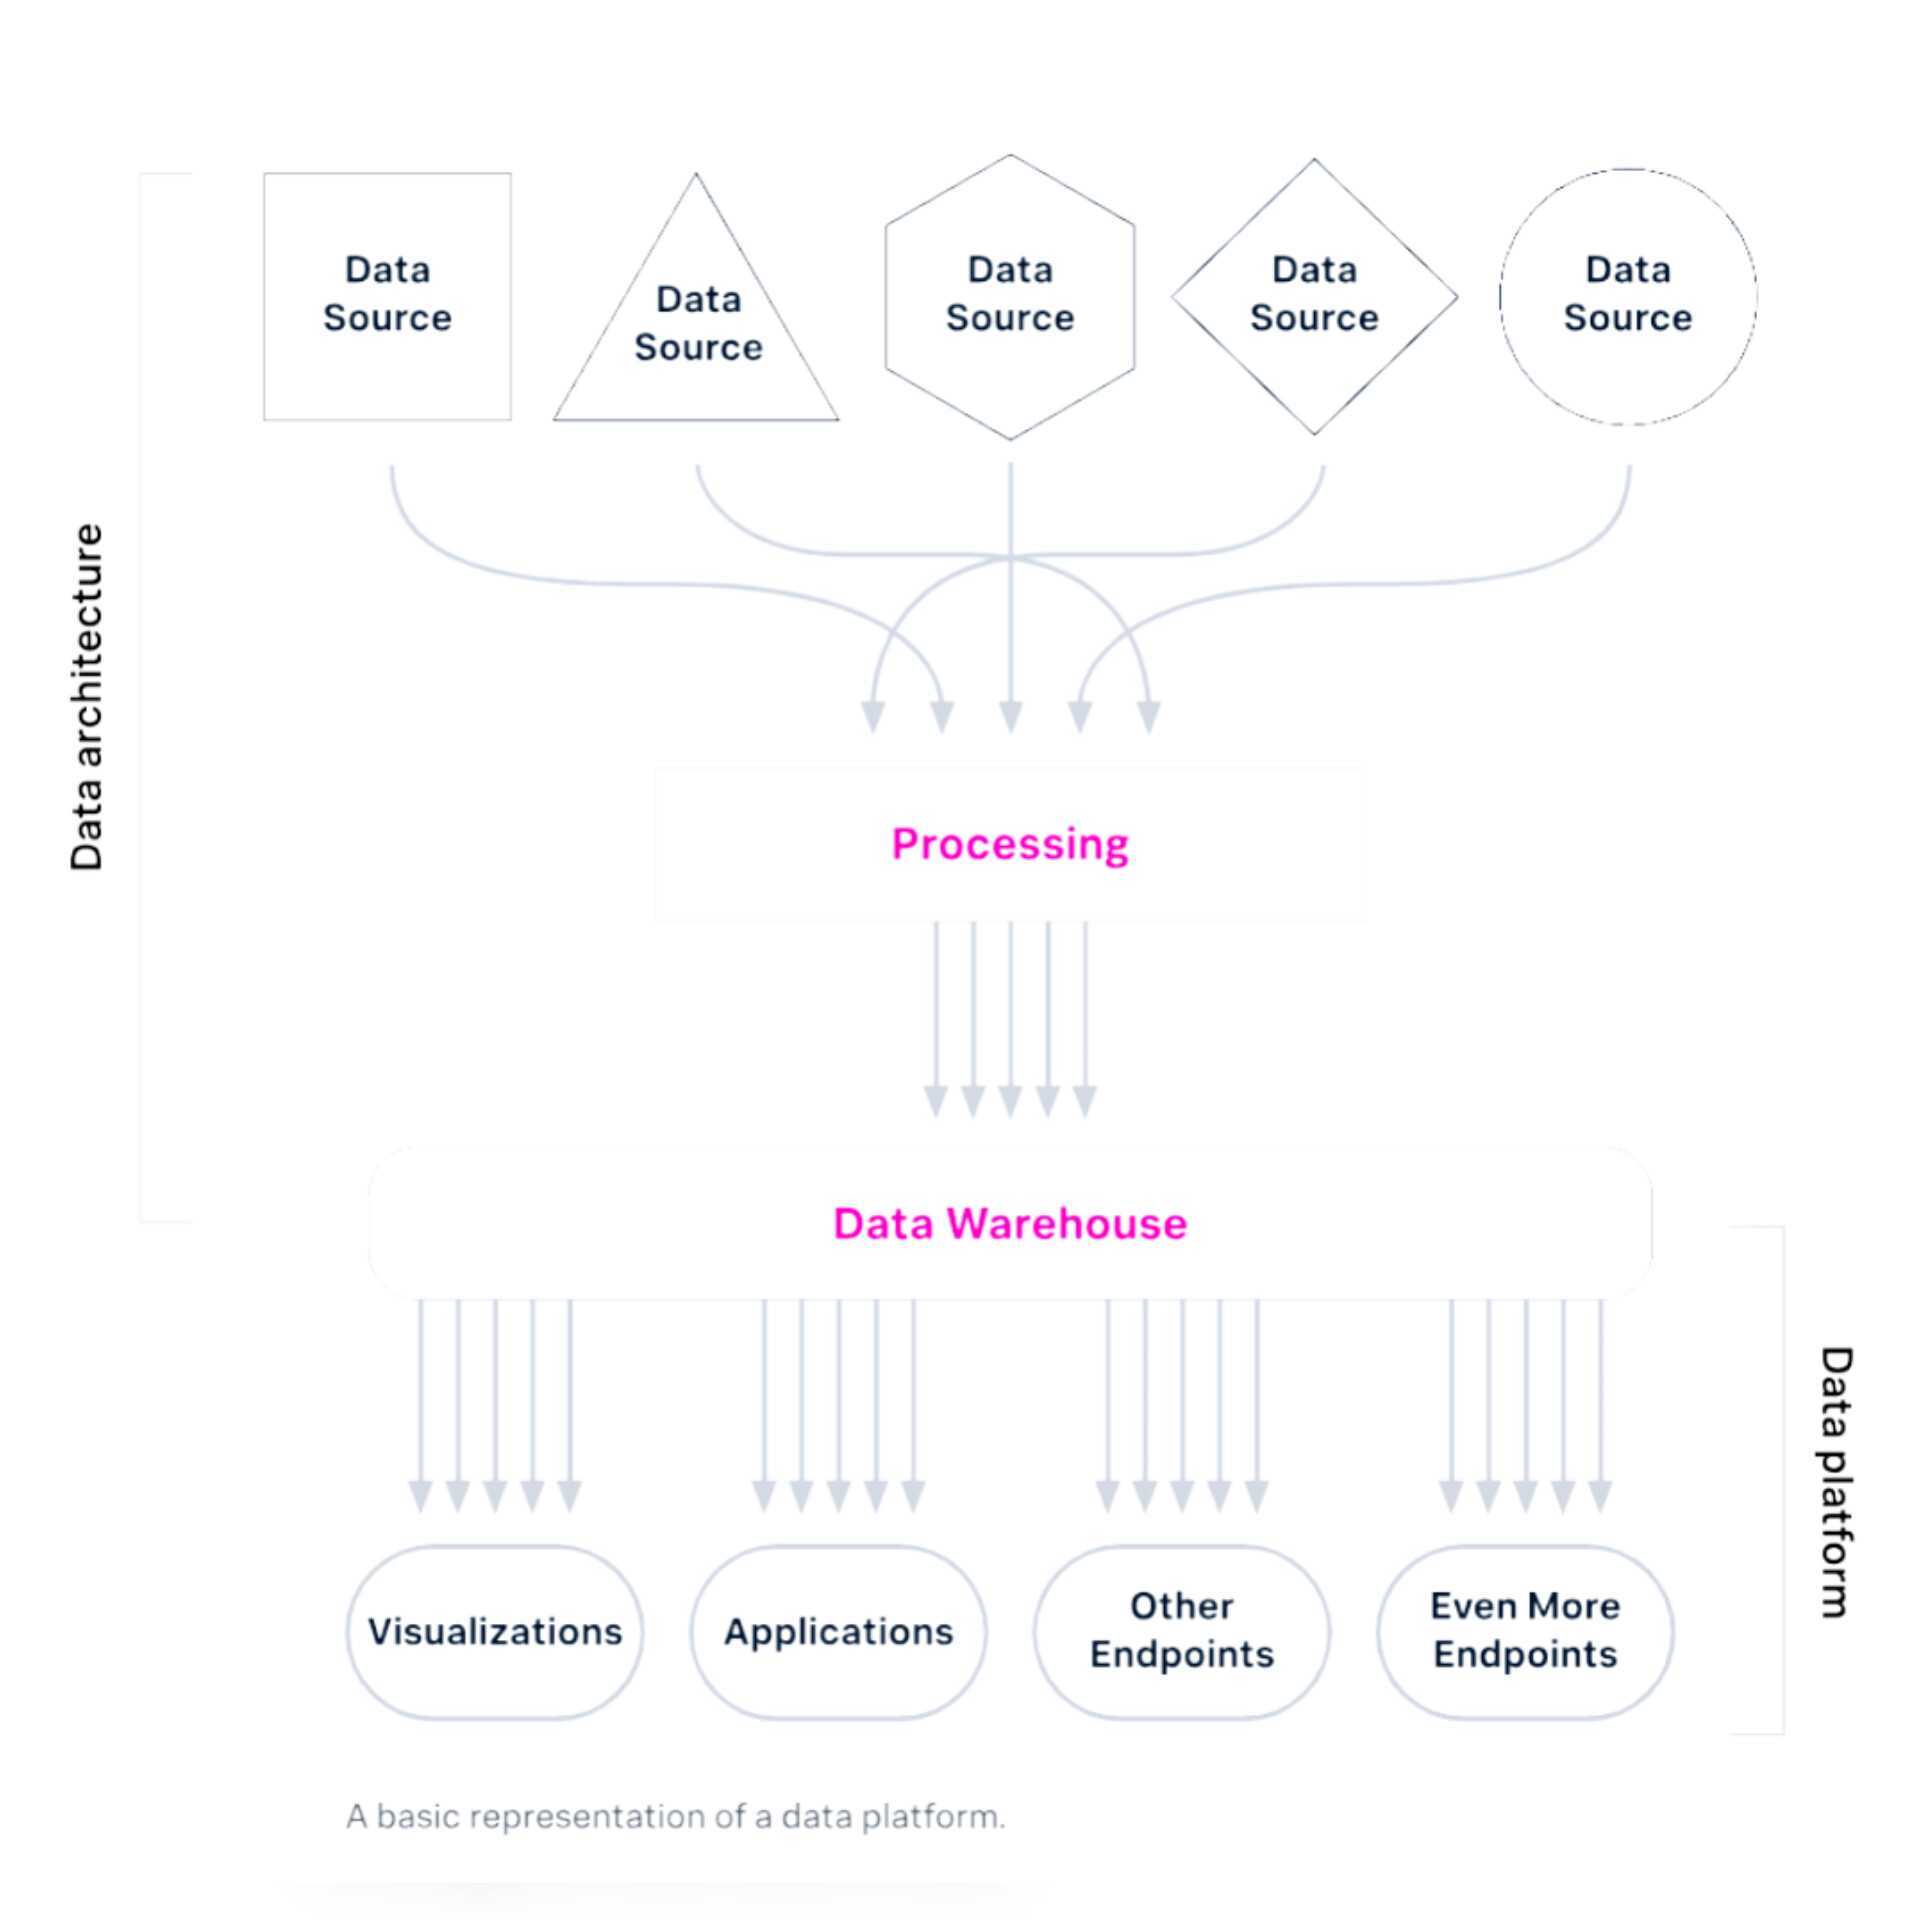 Data
Source
Data
Source
Data
Source
Data
Source
Data
Source
Data architecture
Processing
Data Warehouse
Data platform
Visualizations
Applications
Other
Endpoints
Even More
Endpoints
A basic representation of a data platform.